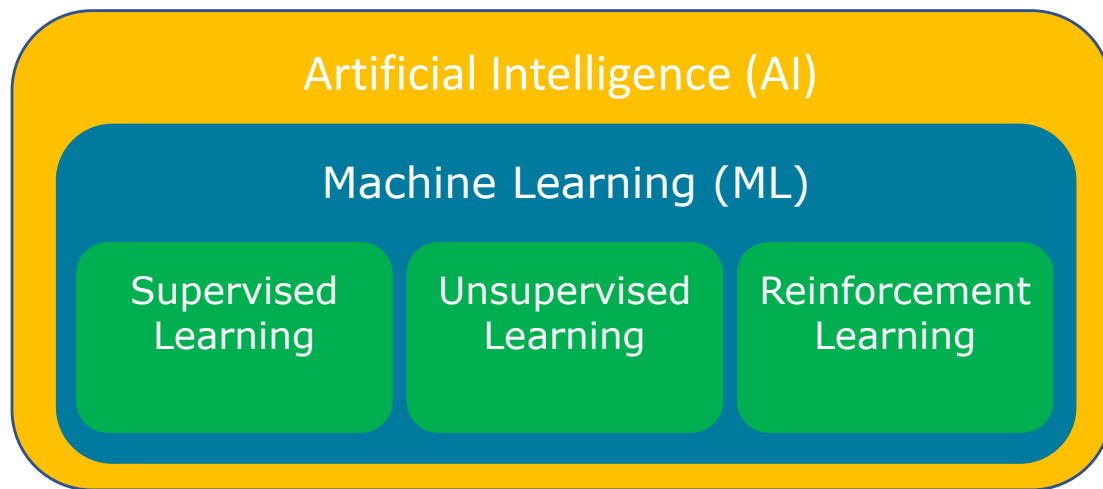 Artificial Intelligence (AI)
Machine Learning (ML)
Supervised
Learning
Unsupervised
Learning
Reinforcement
Learning